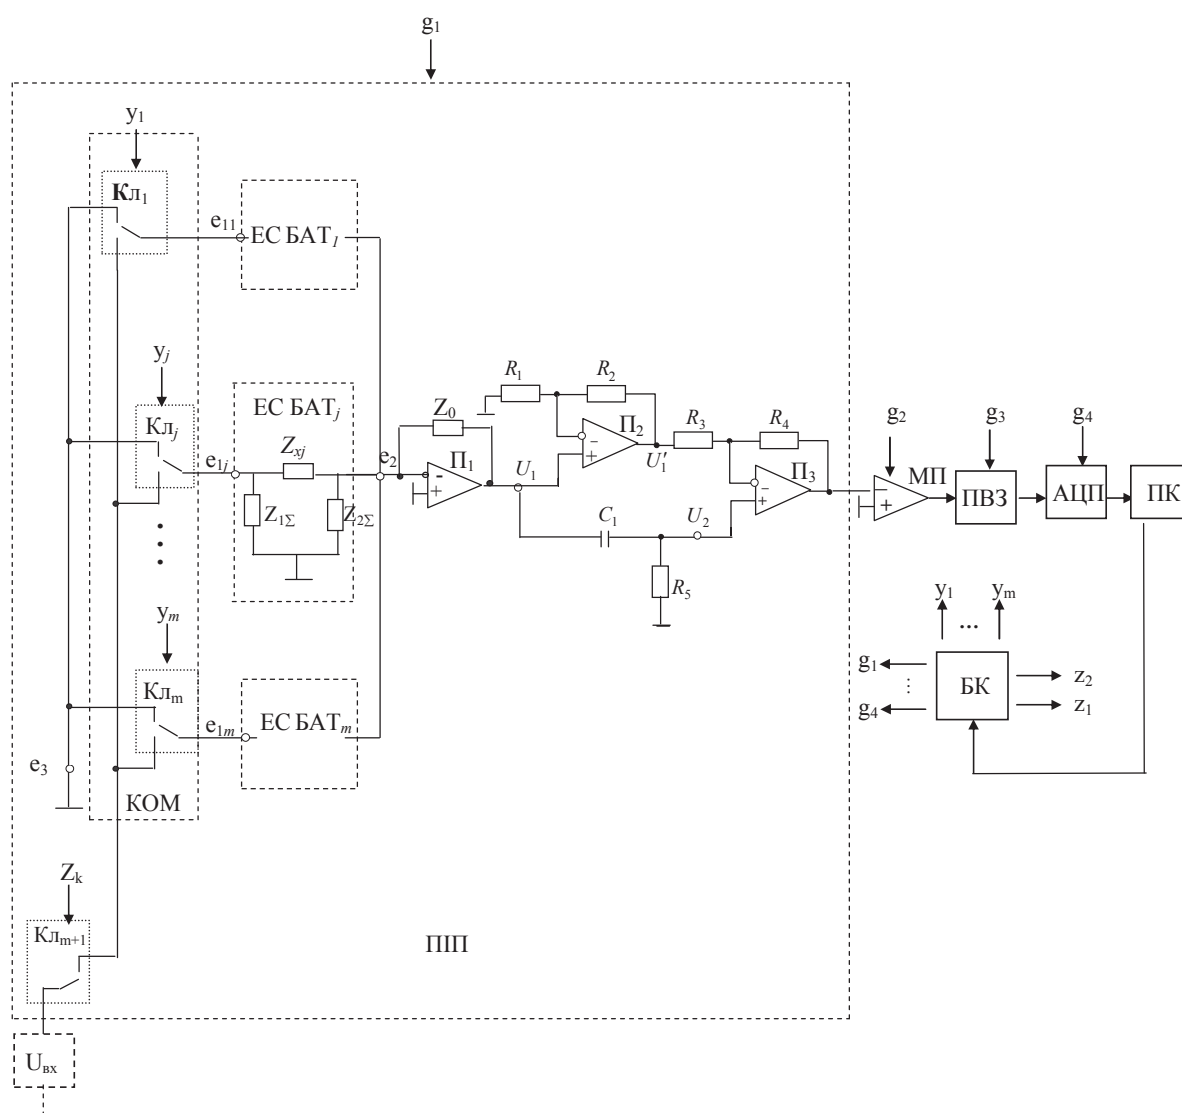 g₁
y₁
Кл₁
e₁₁
ЕС БАТ₁
yⱼ
Клⱼ
e₁ⱼ
ЕС БАТⱼ
Zₓⱼ
Z₁Σ
Z₂Σ
e₂
Z₀
П₁
-
+
U₁
R₁
R₂
П₂
−
+
U₁′
R₃
R₄
П₃
−
+
C₁
U₂
R₅
g₂
МП
−
+
g₃
ПВЗ
g₄
АЦП
ПК
yₘ
Клₘ
e₁ₘ
ЕС БАТₘ
e₃
КОМ
y₁ ... yₘ
g₁
...
g₄
БК
z₂
z₁
Zₖ
Клₘ₊₁
ПІП
Uвх